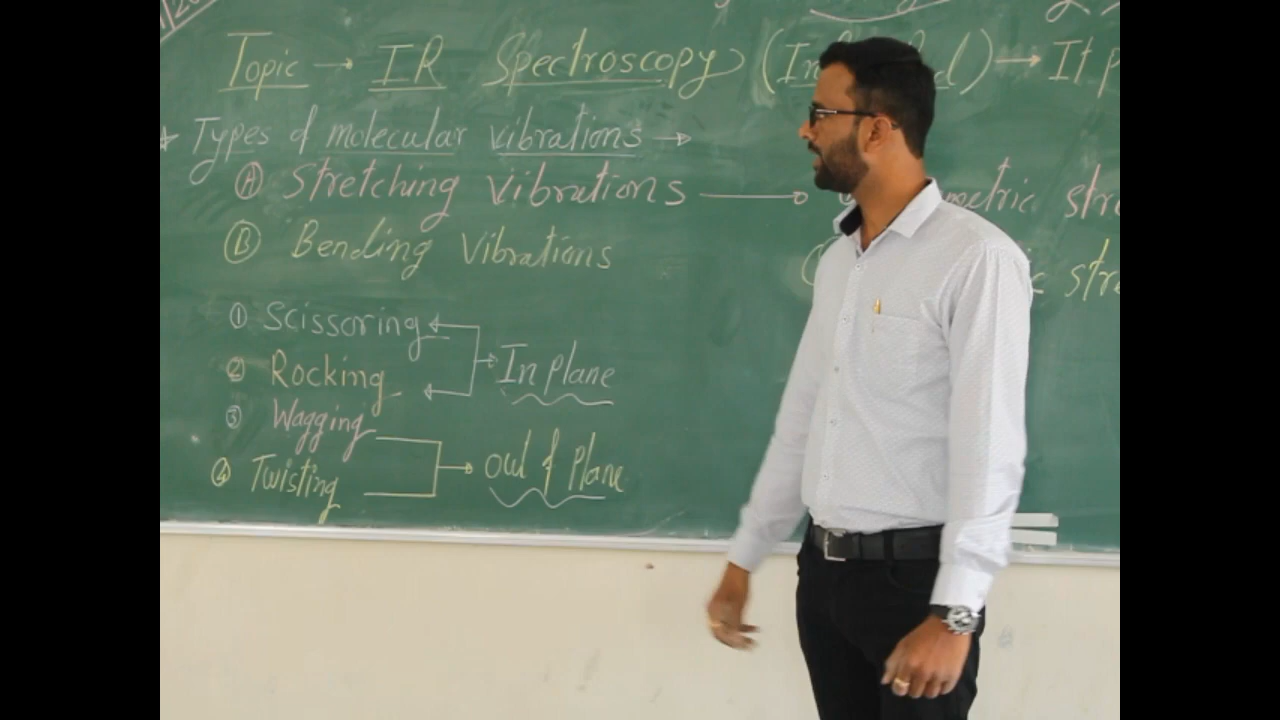 Topic → IR Spectroscopy → It
* Types of molecular vibrations →
Ⓐ Stretching Vibrations →
Ⓑ Bending Vibrations
① Scissoring
② Rocking
In plane
③ Wagging
④ Twisting
out of Plane